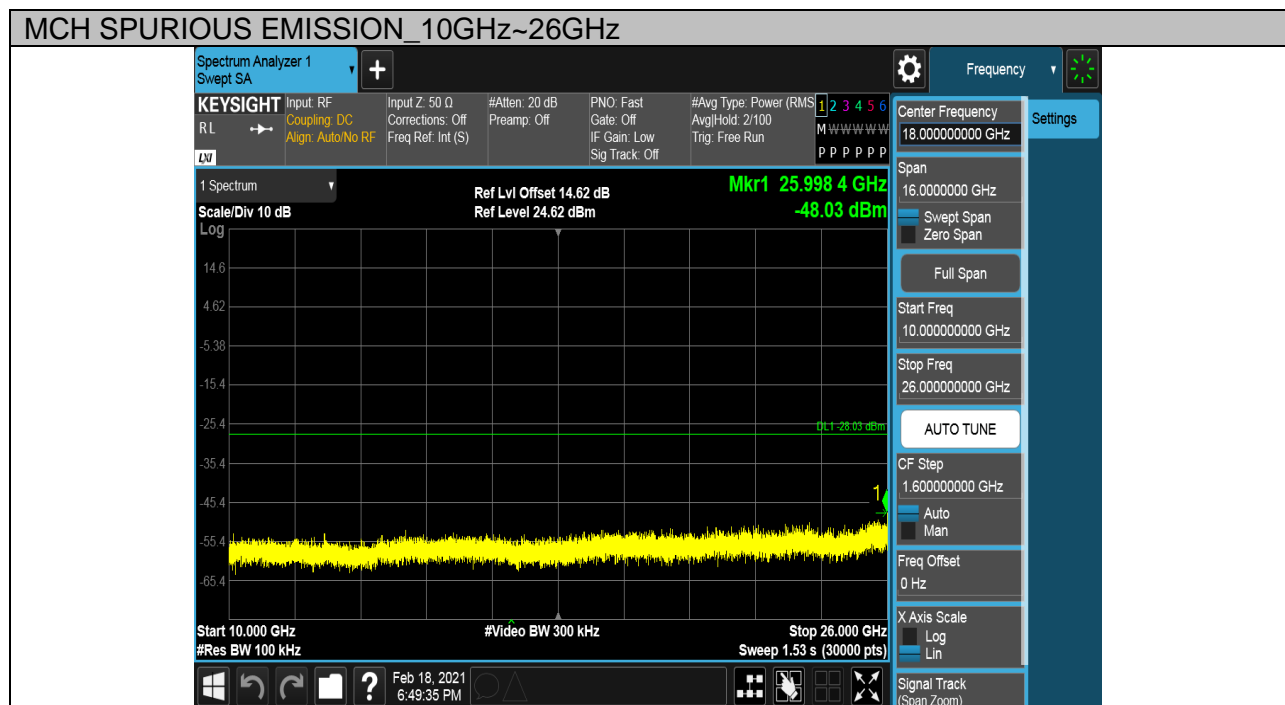 MCH SPURIOUS EMISSION_10GHz~26GHz
Spectrum Analyzer 1
Swept SA
+
Frequency
KEYSIGHT
RL
LXI
Input: RF
Coupling: DC
Align: Auto/No RF
Input Z: 50 Ω
Corrections: Off
Freq Ref: Int (S)
#Atten: 20 dB
Preamp: Off
PNO: Fast
Gate: Off
IF Gain: Low
Sig Track: Off
#Avg Type: Power (RMS
Avg|Hold: 2/100
Trig: Free Run
1 2 3 4 5 6
M W W W W W
P P P P P P
1 Spectrum
Scale/Div 10 dB
Log
Ref Lvl Offset 14.62 dB
Ref Level 24.62 dBm
Mkr1 25.998 4 GHz
-48.03 dBm
14.6
4.62
-5.38
-15.4
-25.4
-35.4
-45.4
-55.4
-65.4
DL1 -28.03 dBm
1
Start 10.000 GHz
#Res BW 100 kHz
#Video BW 300 kHz
Stop 26.000 GHz
Sweep 1.53 s (30000 pts)
Center Frequency
18.000000000 GHz
Settings
Span
16.0000000 GHz
Swept Span
Zero Span
Full Span
Start Freq
10.000000000 GHz
Stop Freq
26.000000000 GHz
AUTO TUNE
CF Step
1.600000000 GHz
Auto
Man
Freq Offset
0 Hz
X Axis Scale
Log
Lin
Signal Track
(Span Zoom)
?
Feb 18, 2021
6:49:35 PM